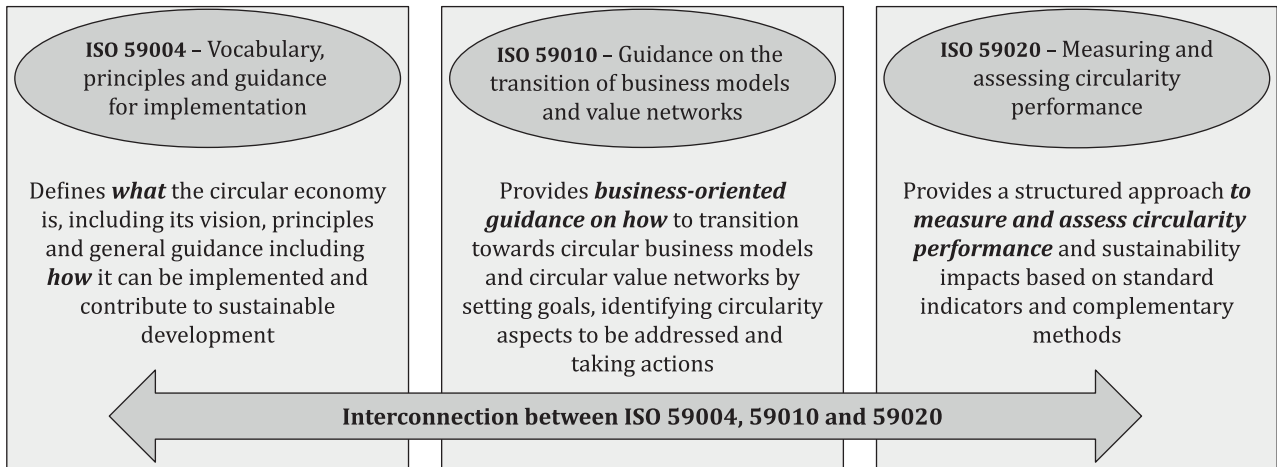 ISO 59004 – Vocabulary,
principles and guidance
for implementation
Defines what the circular economy
is, including its vision, principles
and general guidance including
how it can be implemented and
contribute to sustainable
development
ISO 59010 – Guidance on the
transition of business models
and value networks
Provides business-oriented
guidance on how to transition
towards circular business models
and circular value networks by
setting goals, identifying circularity
aspects to be addressed and
taking actions
ISO 59020 – Measuring and
assessing circularity
performance
Provides a structured approach to
measure and assess circularity
performance and sustainability
impacts based on standard
indicators and complementary
methods
Interconnection between ISO 59004, 59010 and 59020